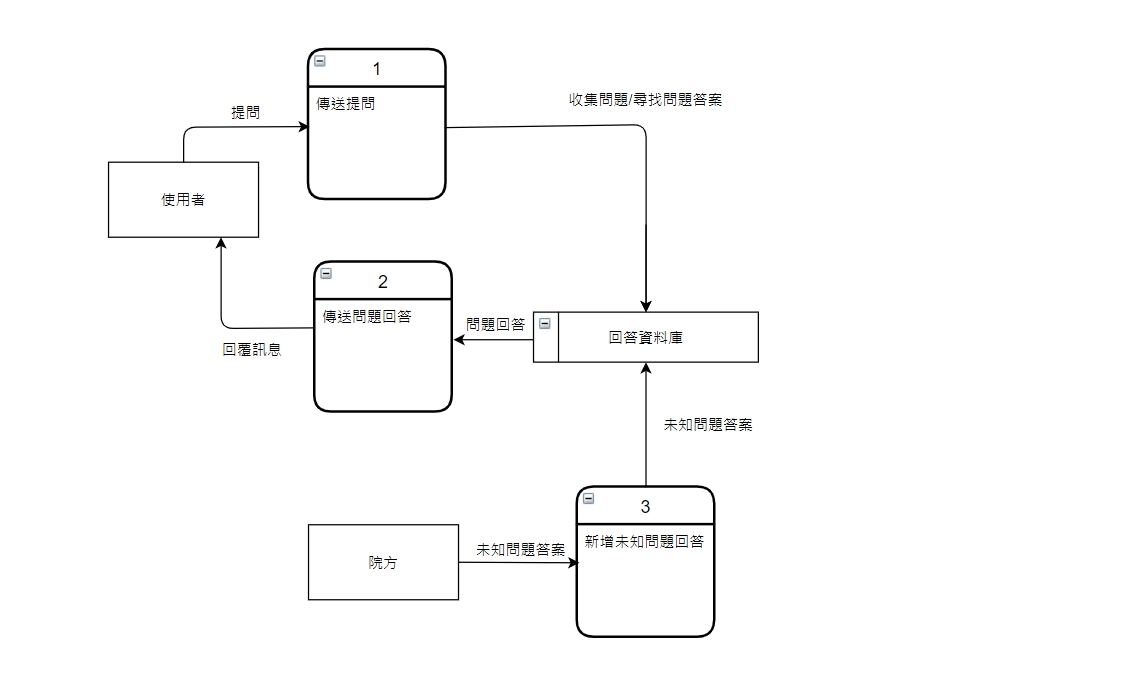 1
傳送提問
收集問題/尋找問題答案
提問
使用者
2
傳送問題回答
問題回答
回答資料庫
回覆訊息
未知問題答案
3
新增未知問題回答
未知問題答案
院方